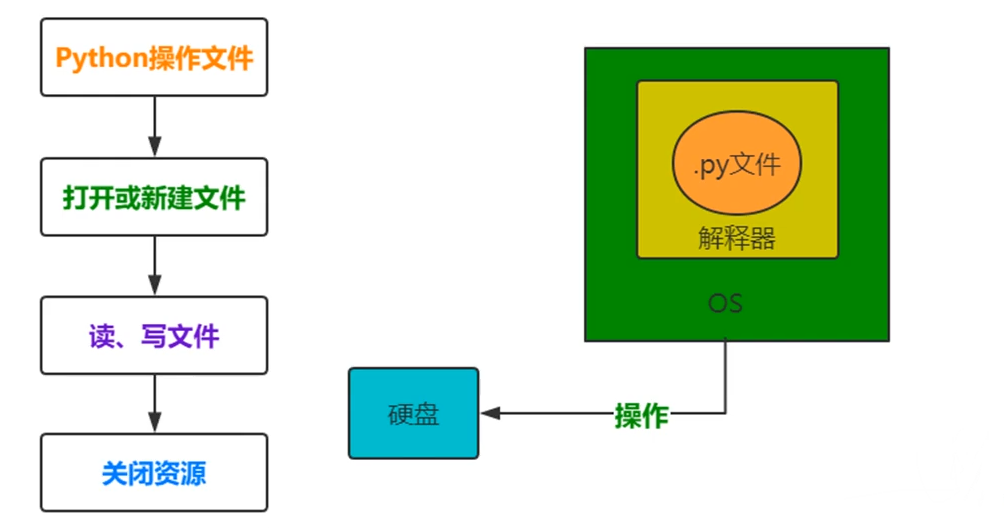 Python操作文件
打开或新建文件
读、写文件
关闭资源
.py文件
解释器
OS
操作
硬盘